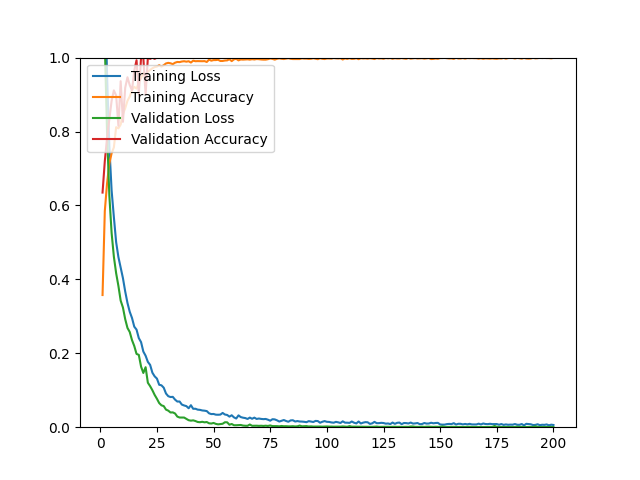 1.0
0.8
0.6
0.4
0.2
0.0
Training Loss
Training Accuracy
Validation Loss
Validation Accuracy
0 25 50 75 100 125 150 175 200